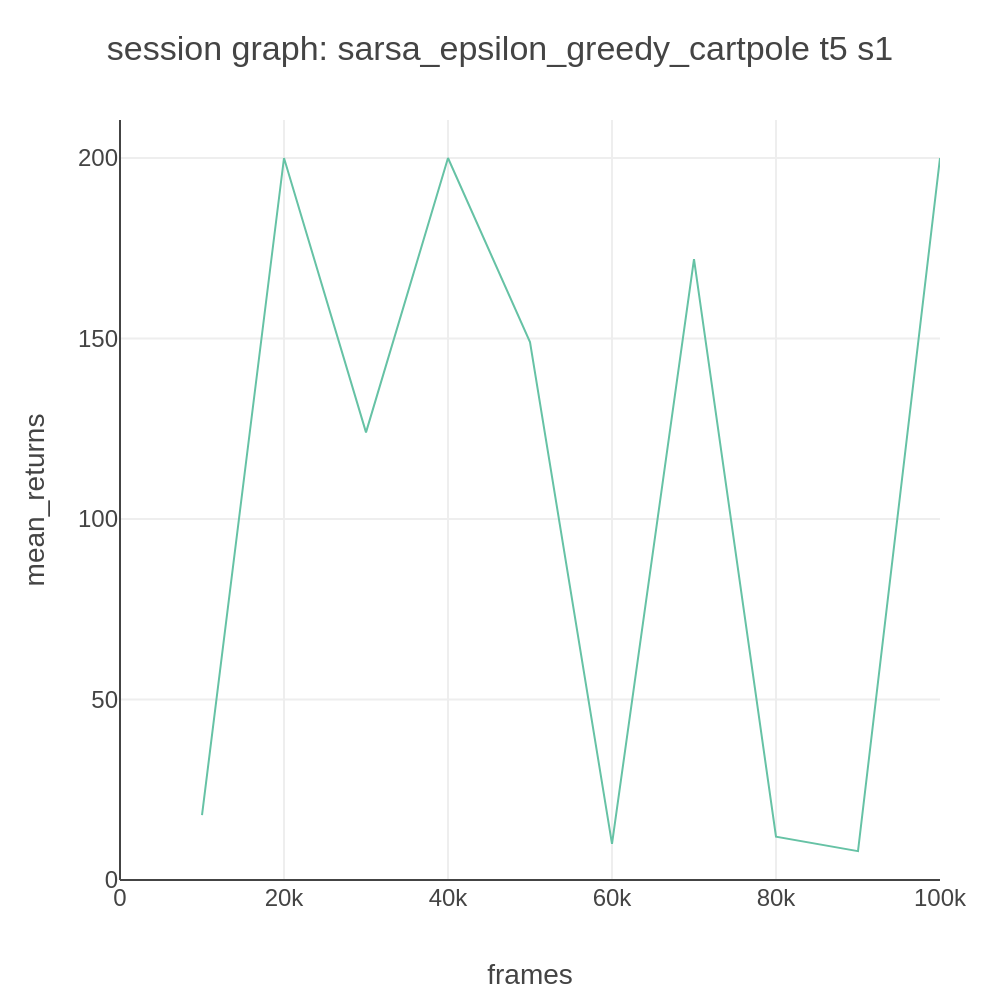 session graph: sarsa_epsilon_greedy_cartpole t5 s1
mean_returns
200
150
100
50
0
0 20k 40k 60k 80k 100k
frames